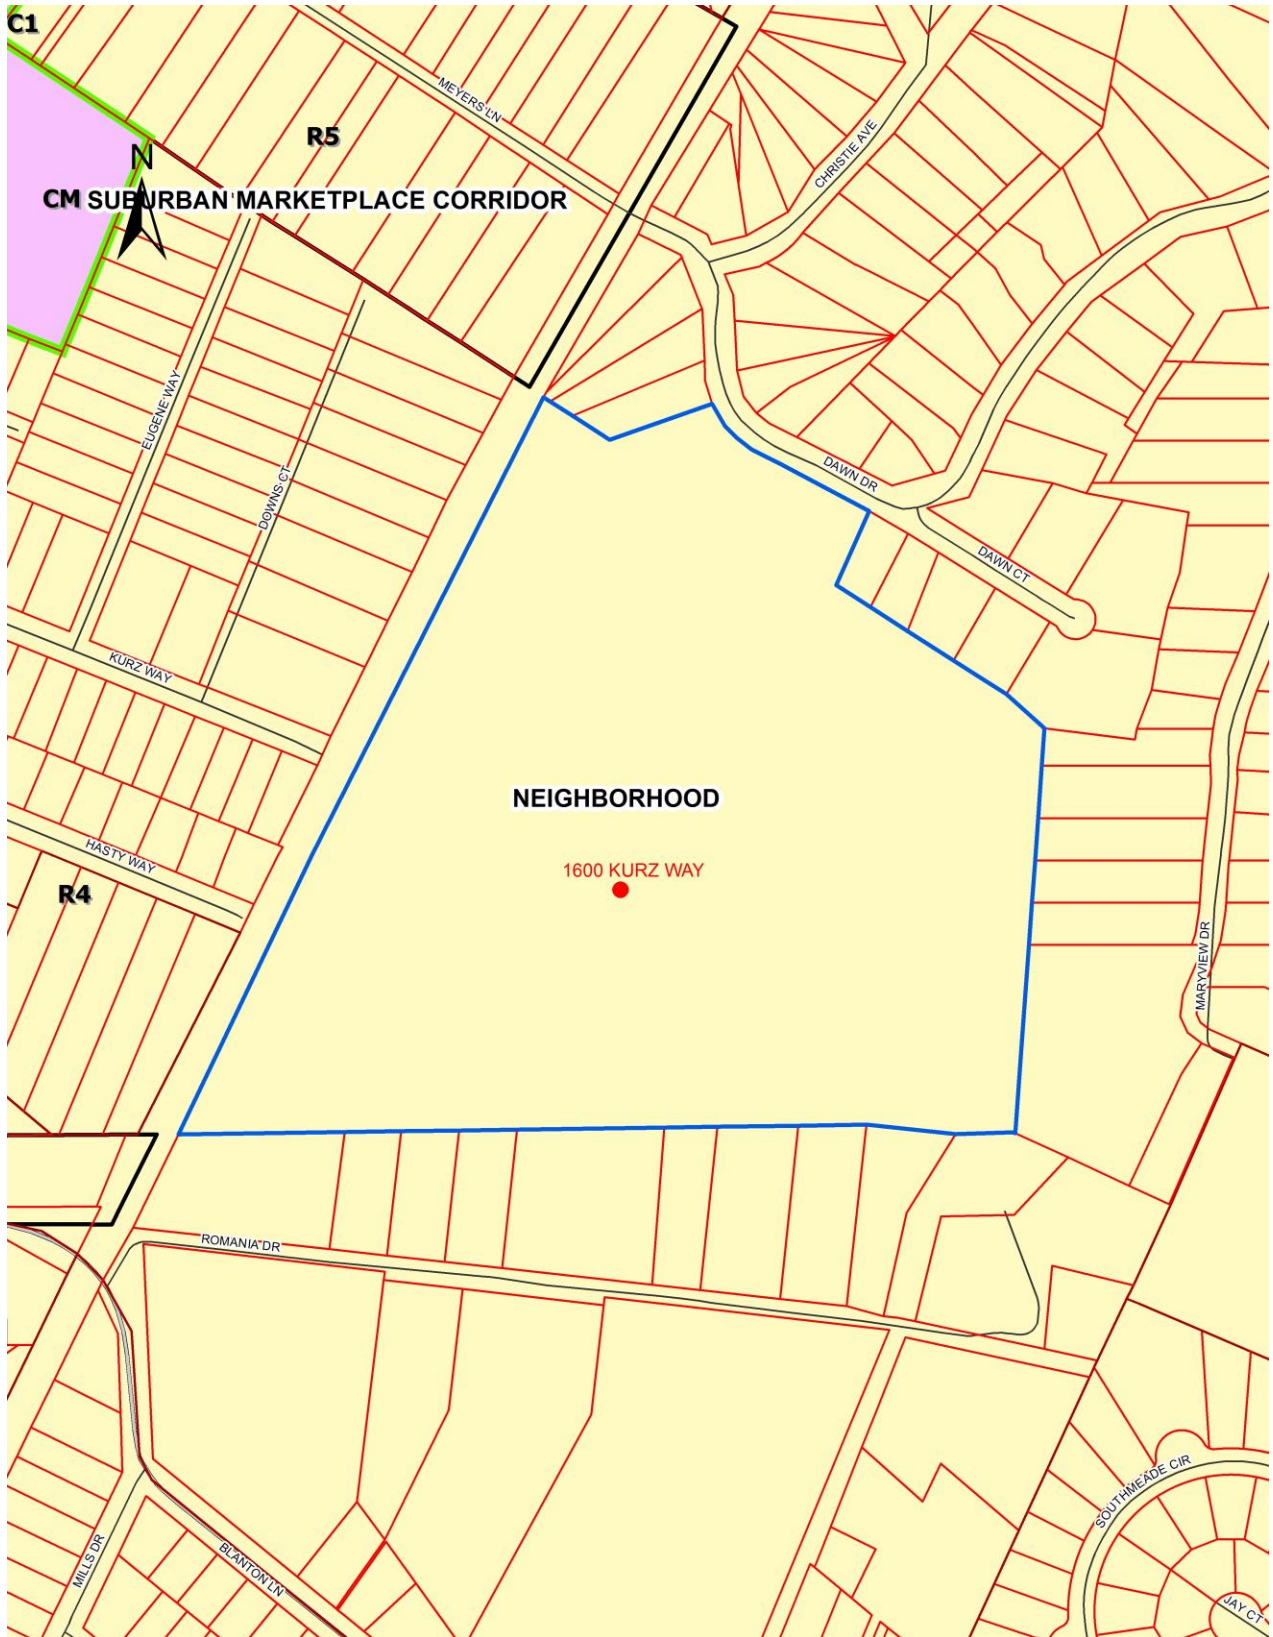 C1
MEYERS LN
R5
CHRISTIE AVE
N
CM SUBURBAN MARKETPLACE CORRIDOR
EUGENE WAY
DOWNS CT
DAWN DR
DAWN CT
KURZ WAY
NEIGHBORHOOD
HASTY WAY
1600 KURZ WAY
R4
MARYVIEW DR
ROMANIA DR
SOUTHMEADE CIR
MILLS DR
BLANTON LN
JAY CT